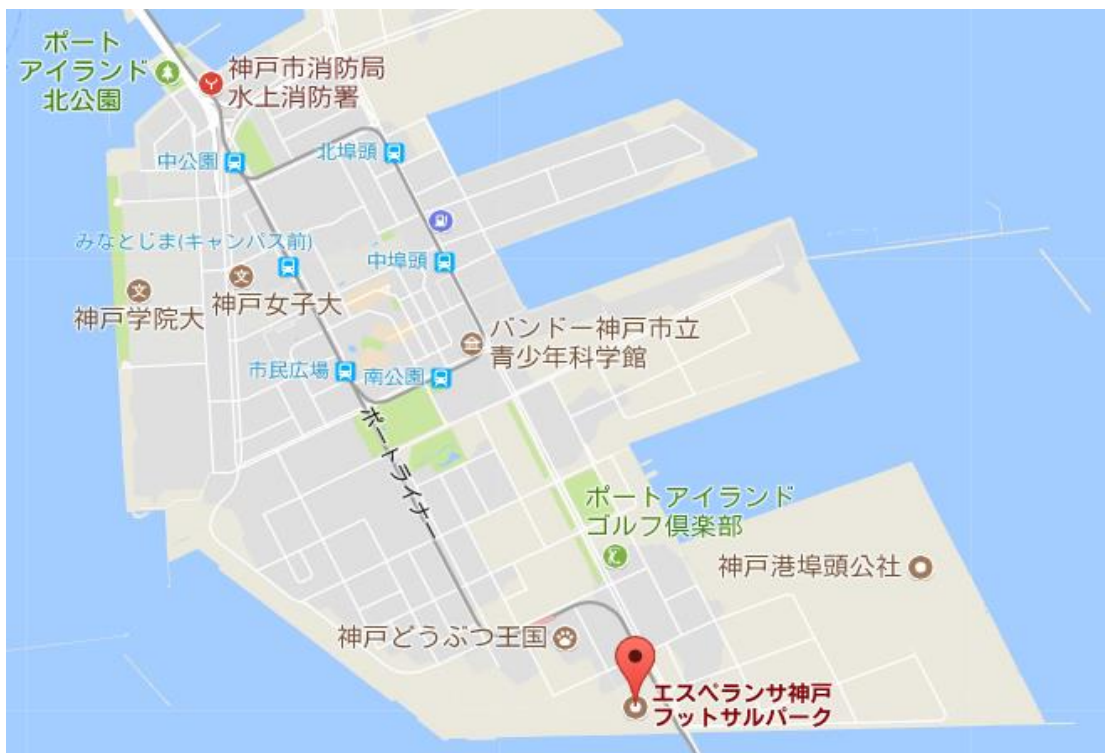 ポート
アイランド
北公園
神戸市消防局
水上消防署
中公園
北埠頭
みなとじま(キャンパス前)
中埠頭
神戸学院大
神戸女子大
バンドー神戸市立
青少年科学館
市民広場
南公園
ポートライナー
ポートアイランド
ゴルフ倶楽部
神戸港埠頭公社
神戸どうぶつ王国
エスペランサ神戸
フットサルパーク